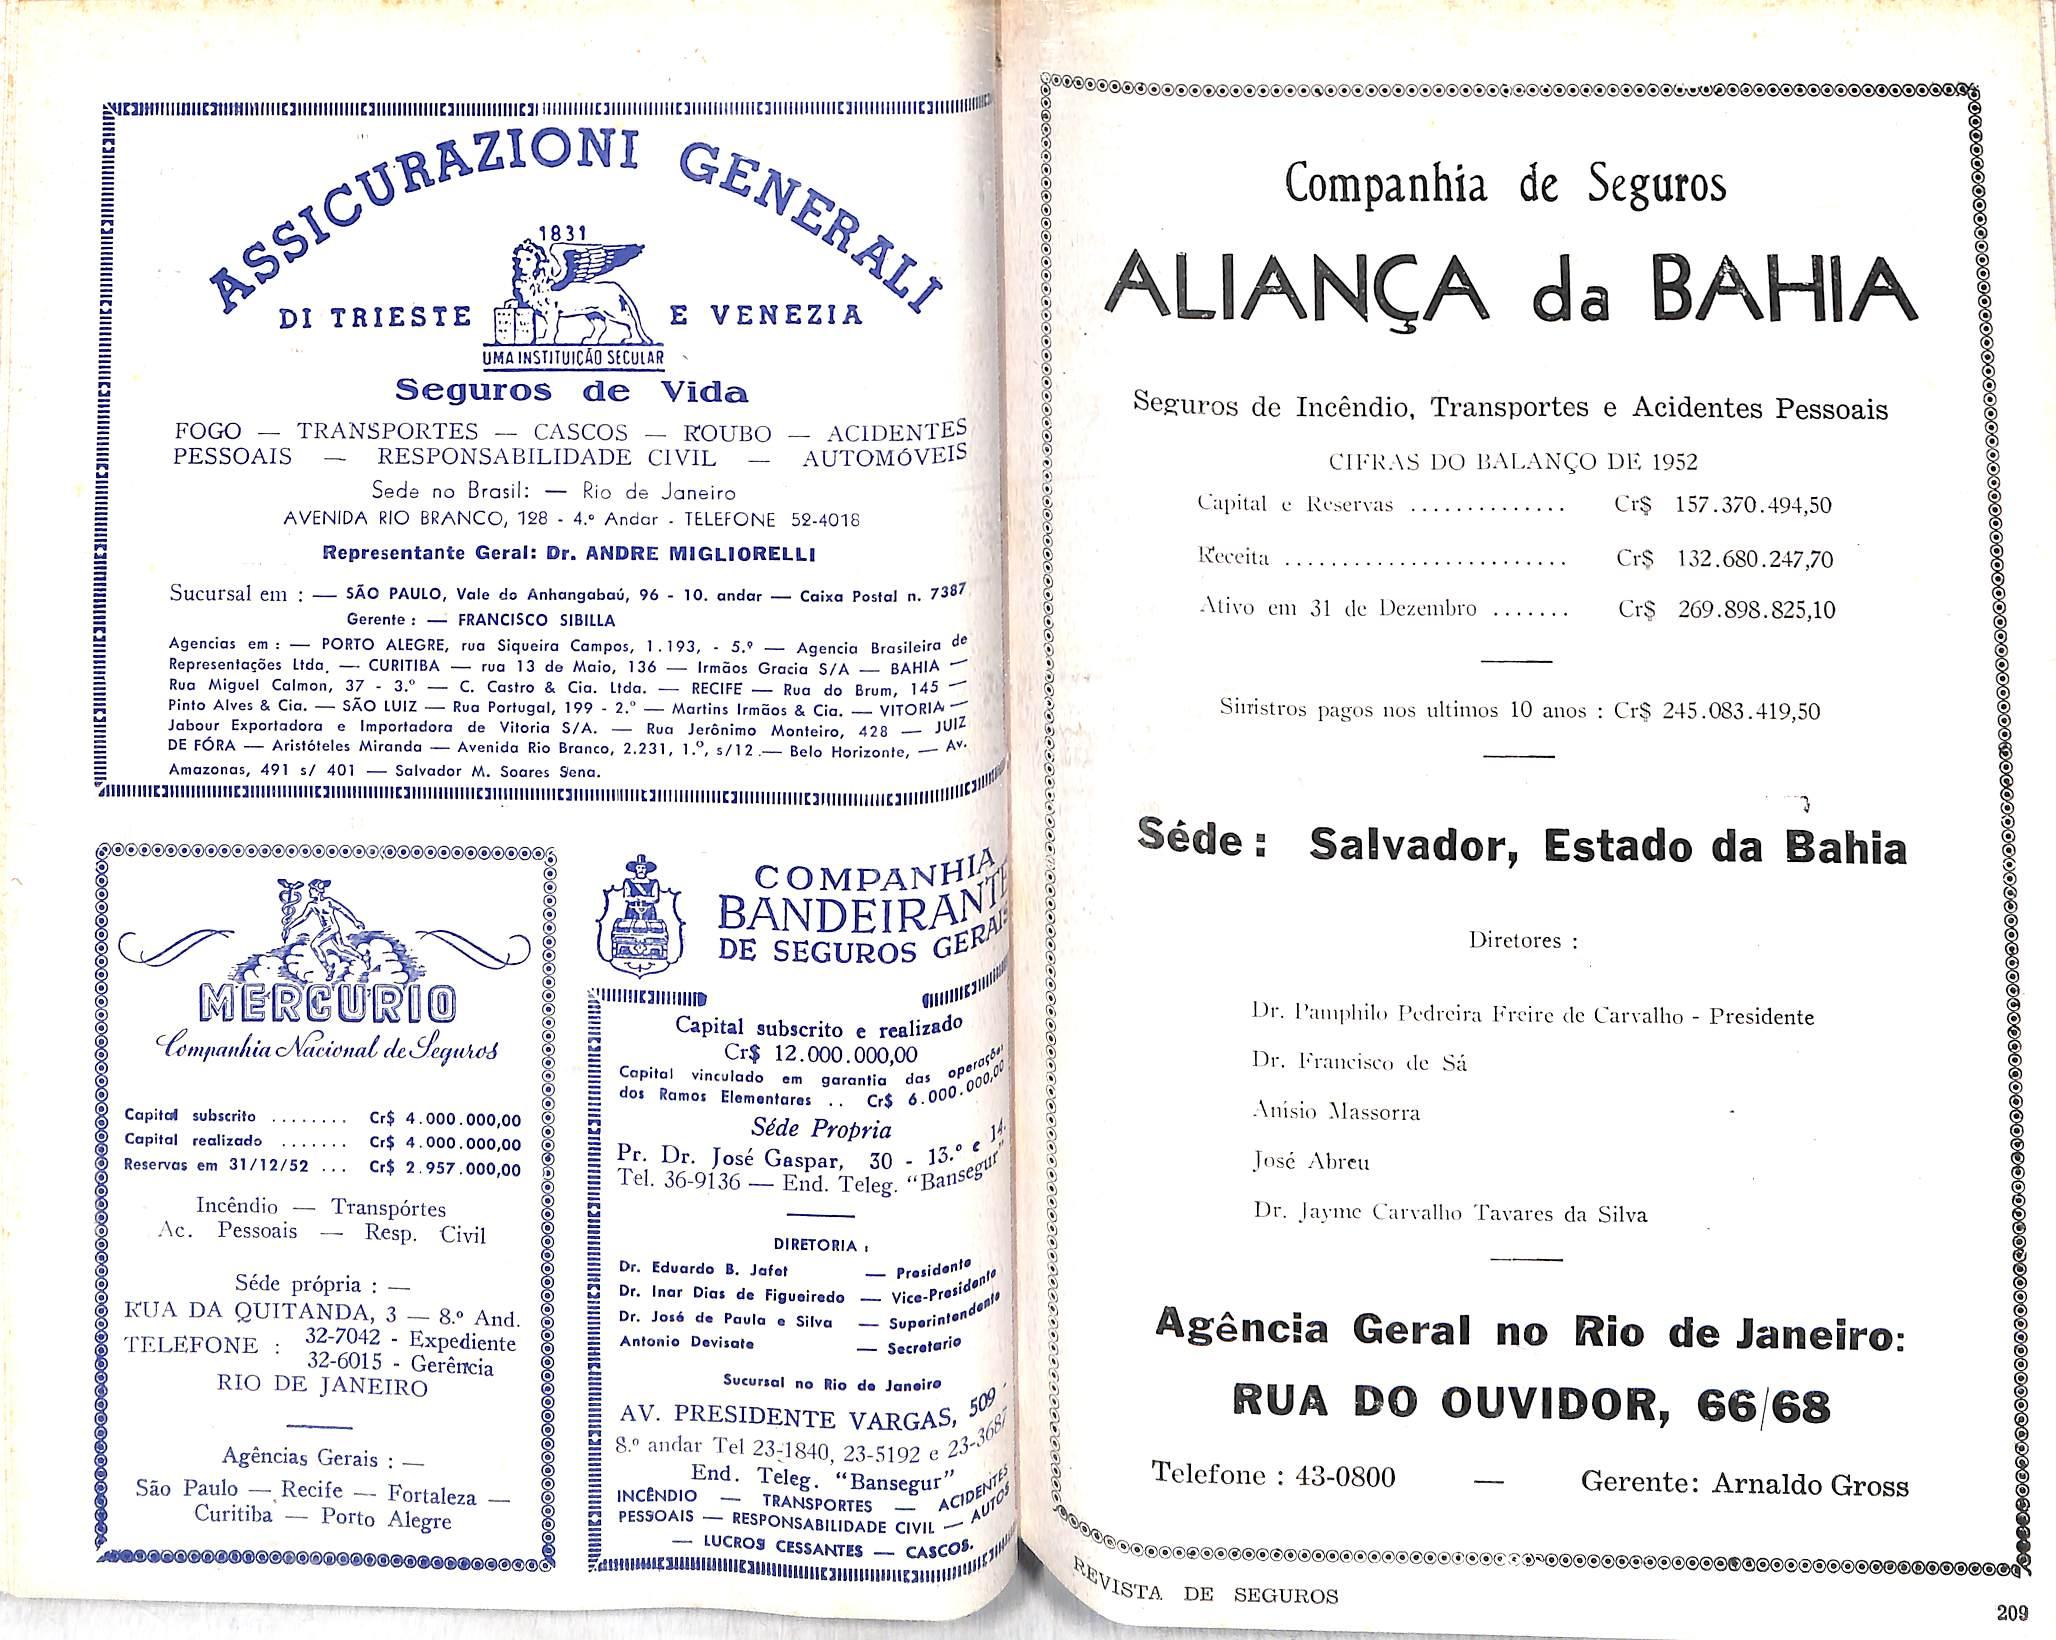 ASSICURAZIONI GENERALI
1831
DI TRIESTE E VENEZIA
UMA INSTITUIÇÃO SECULAR
Seguros de Vida
FOGO — TRANSPORTES — CASCOS — ROUBO — ACIDENTES
PESSOAIS — RESPONSABILIDADE CIVIL — AUTOMÓVEIS
Sede no Brasil: — Rio de Janeiro
AVENIDA RIO BRANCO, 128 - 4.º Andar - TELEFONE 52-4018
Representante Geral: Dr. ANDRE MIGLIORELLI
Sucursal em : — SÃO PAULO, Vale do Anhangabaú, 96 - 10. andar — Caixa Postal n. 7387
Gerente : — FRANCISCO SIBILLA
Agencias em : — PORTO ALEGRE, rua Siqueira Campos, 1.193, - 5.º — Agencia Brasileira de
Representações Ltda. — CURITIBA — rua 13 de Maio, 136 — Irmãos Gracia S/A — BAHIA —
Rua Miguel Calmon, 37 - 3.º — C. Castro & Cia. Ltda. — RECIFE — Rua do Brum, 145 —
Pinto Alves & Cia. — SÃO LUIZ — Rua Portugal, 199 - 2.º — Martins Irmãos & Cia. — VITORIA —
Jabour Exportadora e Importadora de Vitoria S/A. — Rua Jerônimo Monteiro, 428 — JUIZ
DE FÓRA — Aristóteles Miranda — Avenida Rio Branco, 2.231, 1.º, s/12 — Belo Horizonte, — Av.
Amazonas, 491 s/ 401 — Salvador M. Soares Sena.
MERCURIO
Companhia Nacional de Seguros
Capital subscrito ........ Cr$ 4.000.000,00
Capital realizado ....... Cr$ 4.000.000,00
Reservas em 31/12/52 ... Cr$ 2.957.000,00
Incêndio — Transpórtes
Ac. Pessoais — Resp. Civil
Séde própria : —
RUA DA QUITANDA, 3 — 8.º And.
TELEFONE : 32-7042 - Expediente
32-6015 - Gerência
RIO DE JANEIRO
Agências Gerais : —
São Paulo — Recife — Fortaleza —
Curitiba — Porto Alegre
COMPANHIA
BANDEIRANTE
DE SEGUROS GERAIS
Capital subscrito e realizado
Cr$ 12.000.000,00
Capital vinculado em garantia das operações
dos Ramos Elementares .. Cr$ 6.000.000,00
Séde Propria
Pr. Dr. José Gaspar, 30 - 13.º e 14.
Tel. 36-9136 — End. Teleg. "Bansegur"
DIRETORIA :
Dr. Eduardo B. Jafet — Presidente
Dr. Inar Dias de Figueiredo — Vice-Presidente
Dr. José de Paula e Silva — Superintendente
Antonio Devisate — Secretario
Sucursal no Rio de Janeiro
AV. PRESIDENTE VARGAS, 509 -
8.º andar Tel 23-1840, 23-5192 e 23-3687
End. Teleg. "Bansegur"
INCÊNDIO — TRANSPORTES — ACIDENTES
PESSOAIS — RESPONSABILIDADE CIVIL — AUTOS
— LUCROS CESSANTES — CASCOS.
Companhia de Seguros
ALIANÇA da BAHIA
Seguros de Incêndio, Transportes e Acidentes Pessoais
CIFRAS DO BALANÇO DE 1952
Capital e Reservas .............. Cr$ 157.370.494,50
Receita ......................... Cr$ 132.680.247,70
Ativo em 31 de Dezembro ....... Cr$ 269.898.825,10
Sinistros pagos nos ultimos 10 anos : Cr$ 245.083.419,50
Séde : Salvador, Estado da Bahia
Diretores :
Dr. Pamphilo Pedreira Freire de Carvalho - Presidente
Dr. Francisco de Sá
Anísio Massorra
José Abreu
Dr. Jayme Carvalho Tavares da Silva
Agência Geral no Rio de Janeiro:
RUA DO OUVIDOR, 66/68
Telefone : 43-0800 — Gerente: Arnaldo Gross
REVISTA DE SEGUROS
209